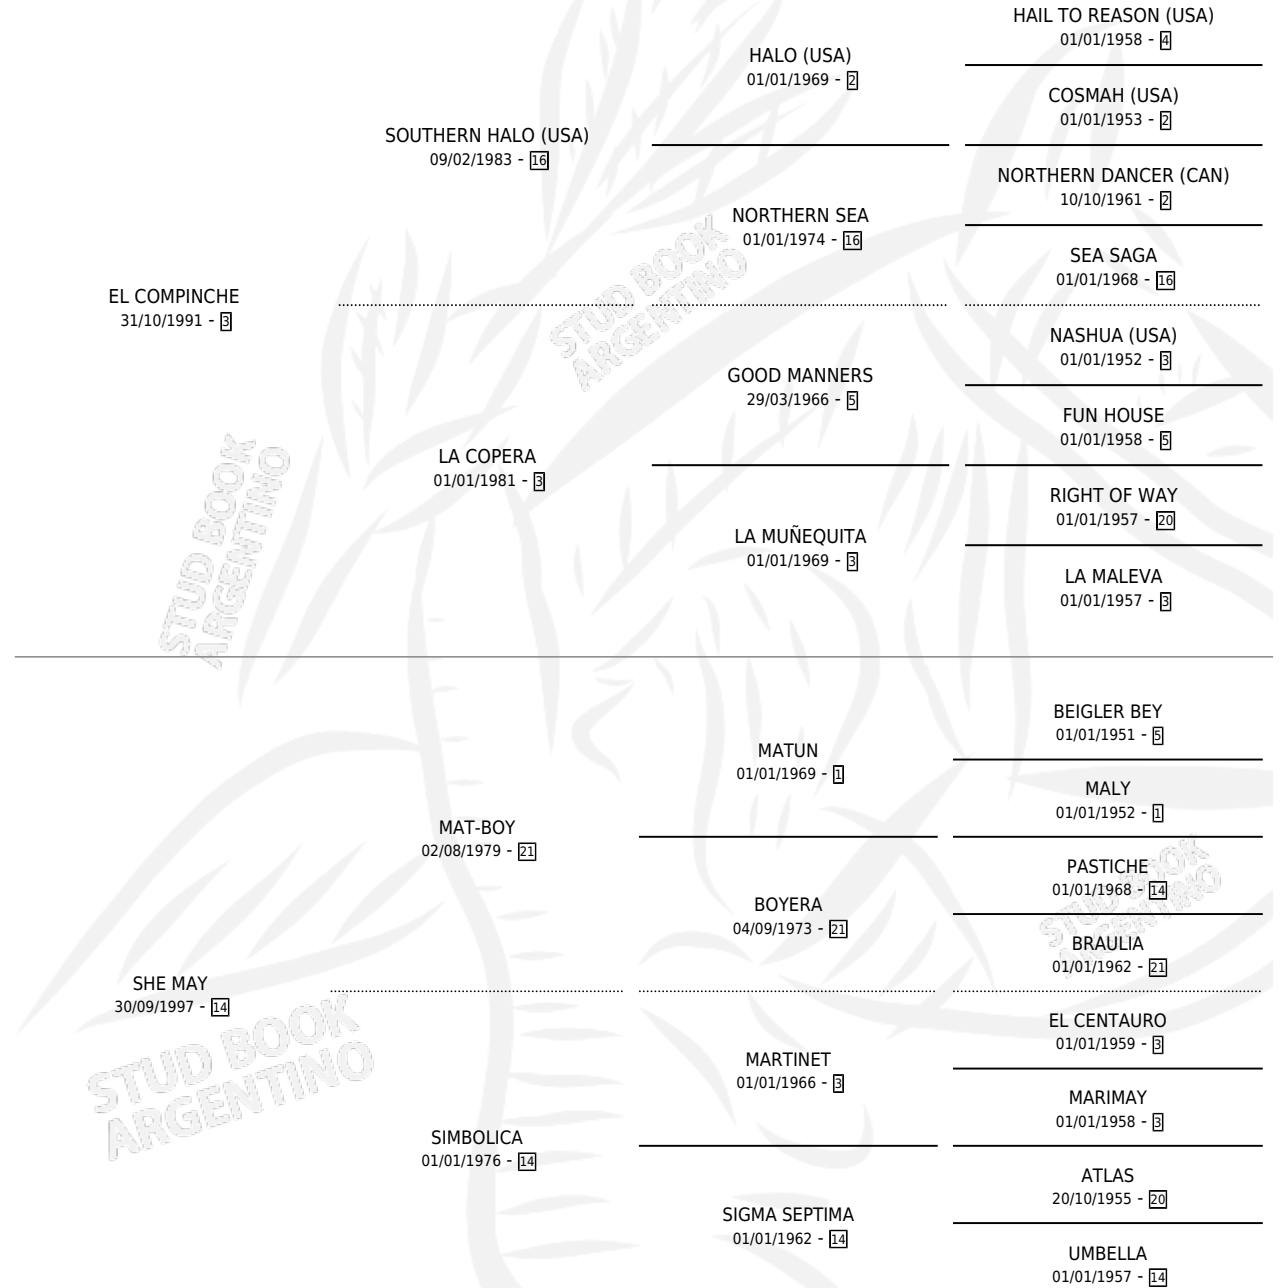 HAIL TO REASON (USA)
01/01/1958 - 4
HALO (USA)
01/01/1969 - 2
COSMAH (USA)
01/01/1953 - 2
SOUTHERN HALO (USA)
09/02/1983 - 16
NORTHERN DANCER (CAN)
10/10/1961 - 2
NORTHERN SEA
01/01/1974 - 16
SEA SAGA
01/01/1968 - 16
EL COMPINCHE
31/10/1991 - 3
NASHUA (USA)
01/01/1952 - 3
GOOD MANNERS
29/03/1966 - 5
FUN HOUSE
01/01/1958 - 5
LA COPERA
01/01/1981 - 3
RIGHT OF WAY
01/01/1957 - 20
LA MUÑEQUITA
01/01/1969 - 3
LA MALEVA
01/01/1957 - 3
BEIGLER BEY
01/01/1951 - 5
MATUN
01/01/1969 - 1
MALY
01/01/1952 - 1
MAT-BOY
02/08/1979 - 21
PASTICHE
01/01/1968 - 14
BOYERA
04/09/1973 - 21
BRAULIA
01/01/1962 - 21
SHE MAY
30/09/1997 - 14
EL CENTAURO
01/01/1959 - 3
MARTINET
01/01/1966 - 3
MARIMAY
01/01/1958 - 3
SIMBOLICA
01/01/1976 - 14
ATLAS
20/10/1955 - 20
SIGMA SEPTIMA
01/01/1962 - 14
UMBELLA
01/01/1957 - 14
STUD BOOK
ARGENTINO
STUD BOOK
ARGENTINO
STUD BOOK
ARGENTINO
STUD BOOK
ARGENTINO